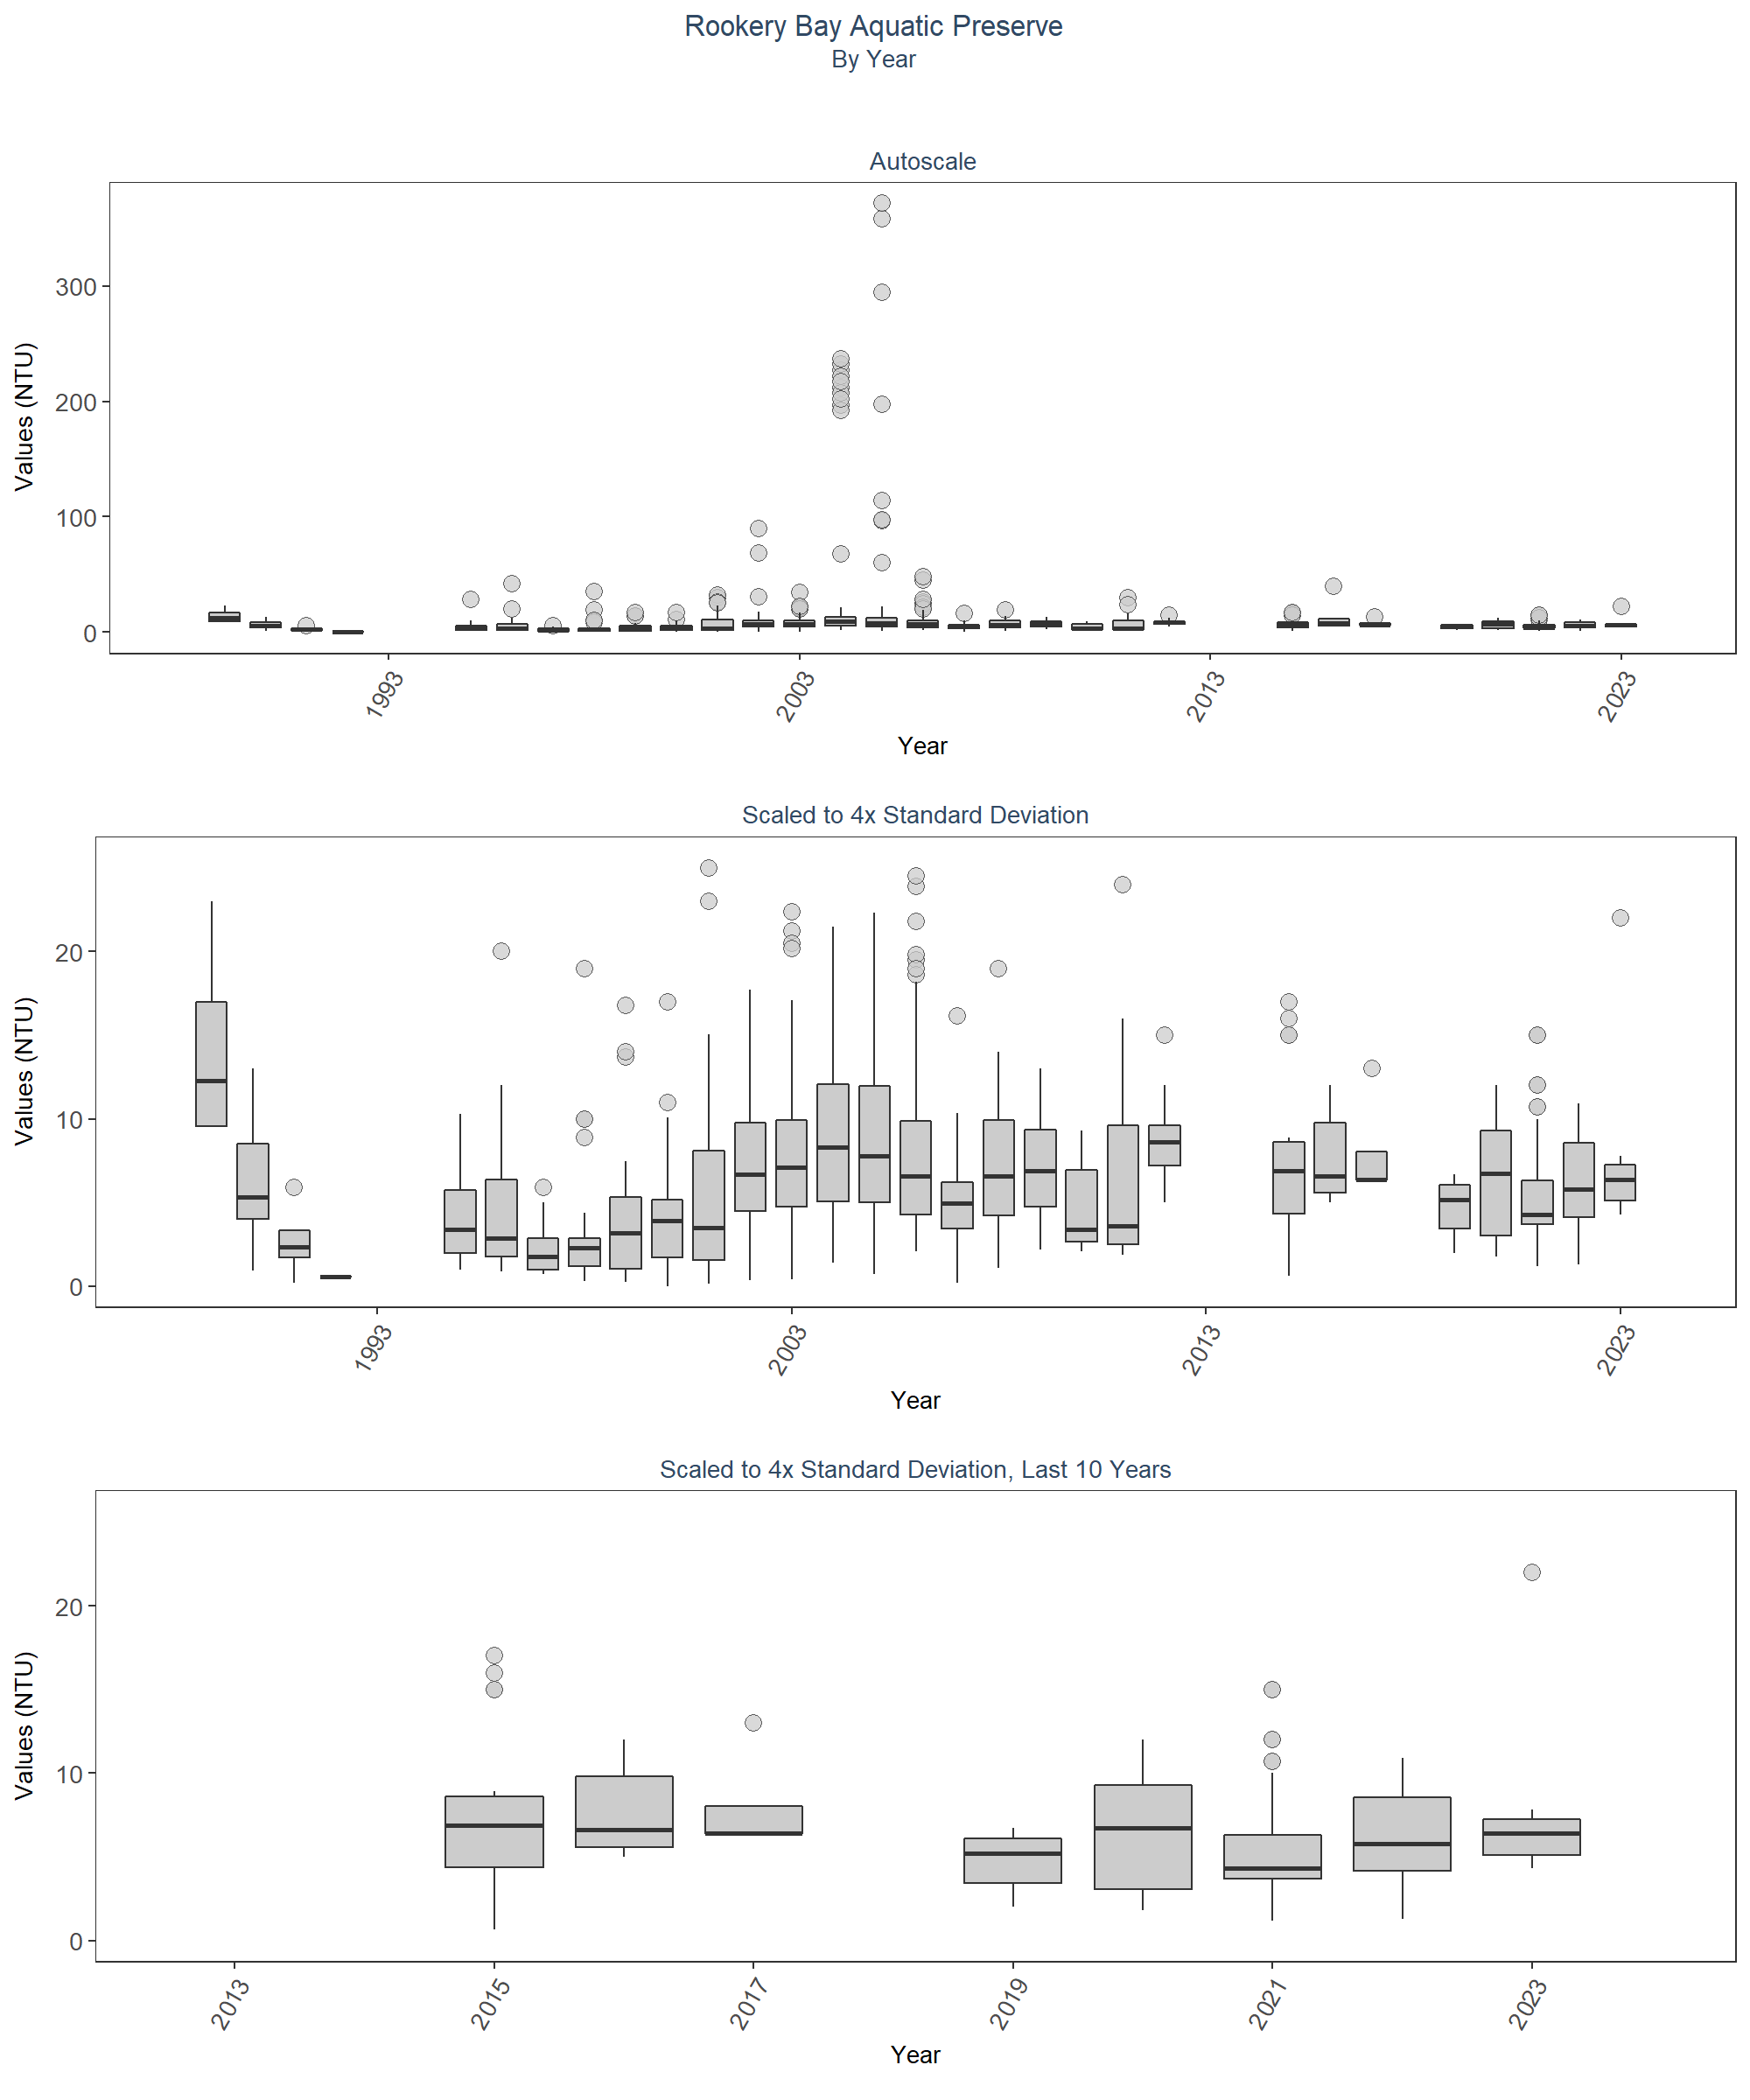 Rookery Bay Aquatic Preserve
By Year
Autoscale
Values (NTU)
300
200
100
0
1993
2003
2013
2023
Year
Scaled to 4x Standard Deviation
Values (NTU)
20
10
0
1993
2003
2013
2023
Year
Scaled to 4x Standard Deviation, Last 10 Years
Values (NTU)
20
10
0
2013
2015
2017
2019
2021
2023
Year